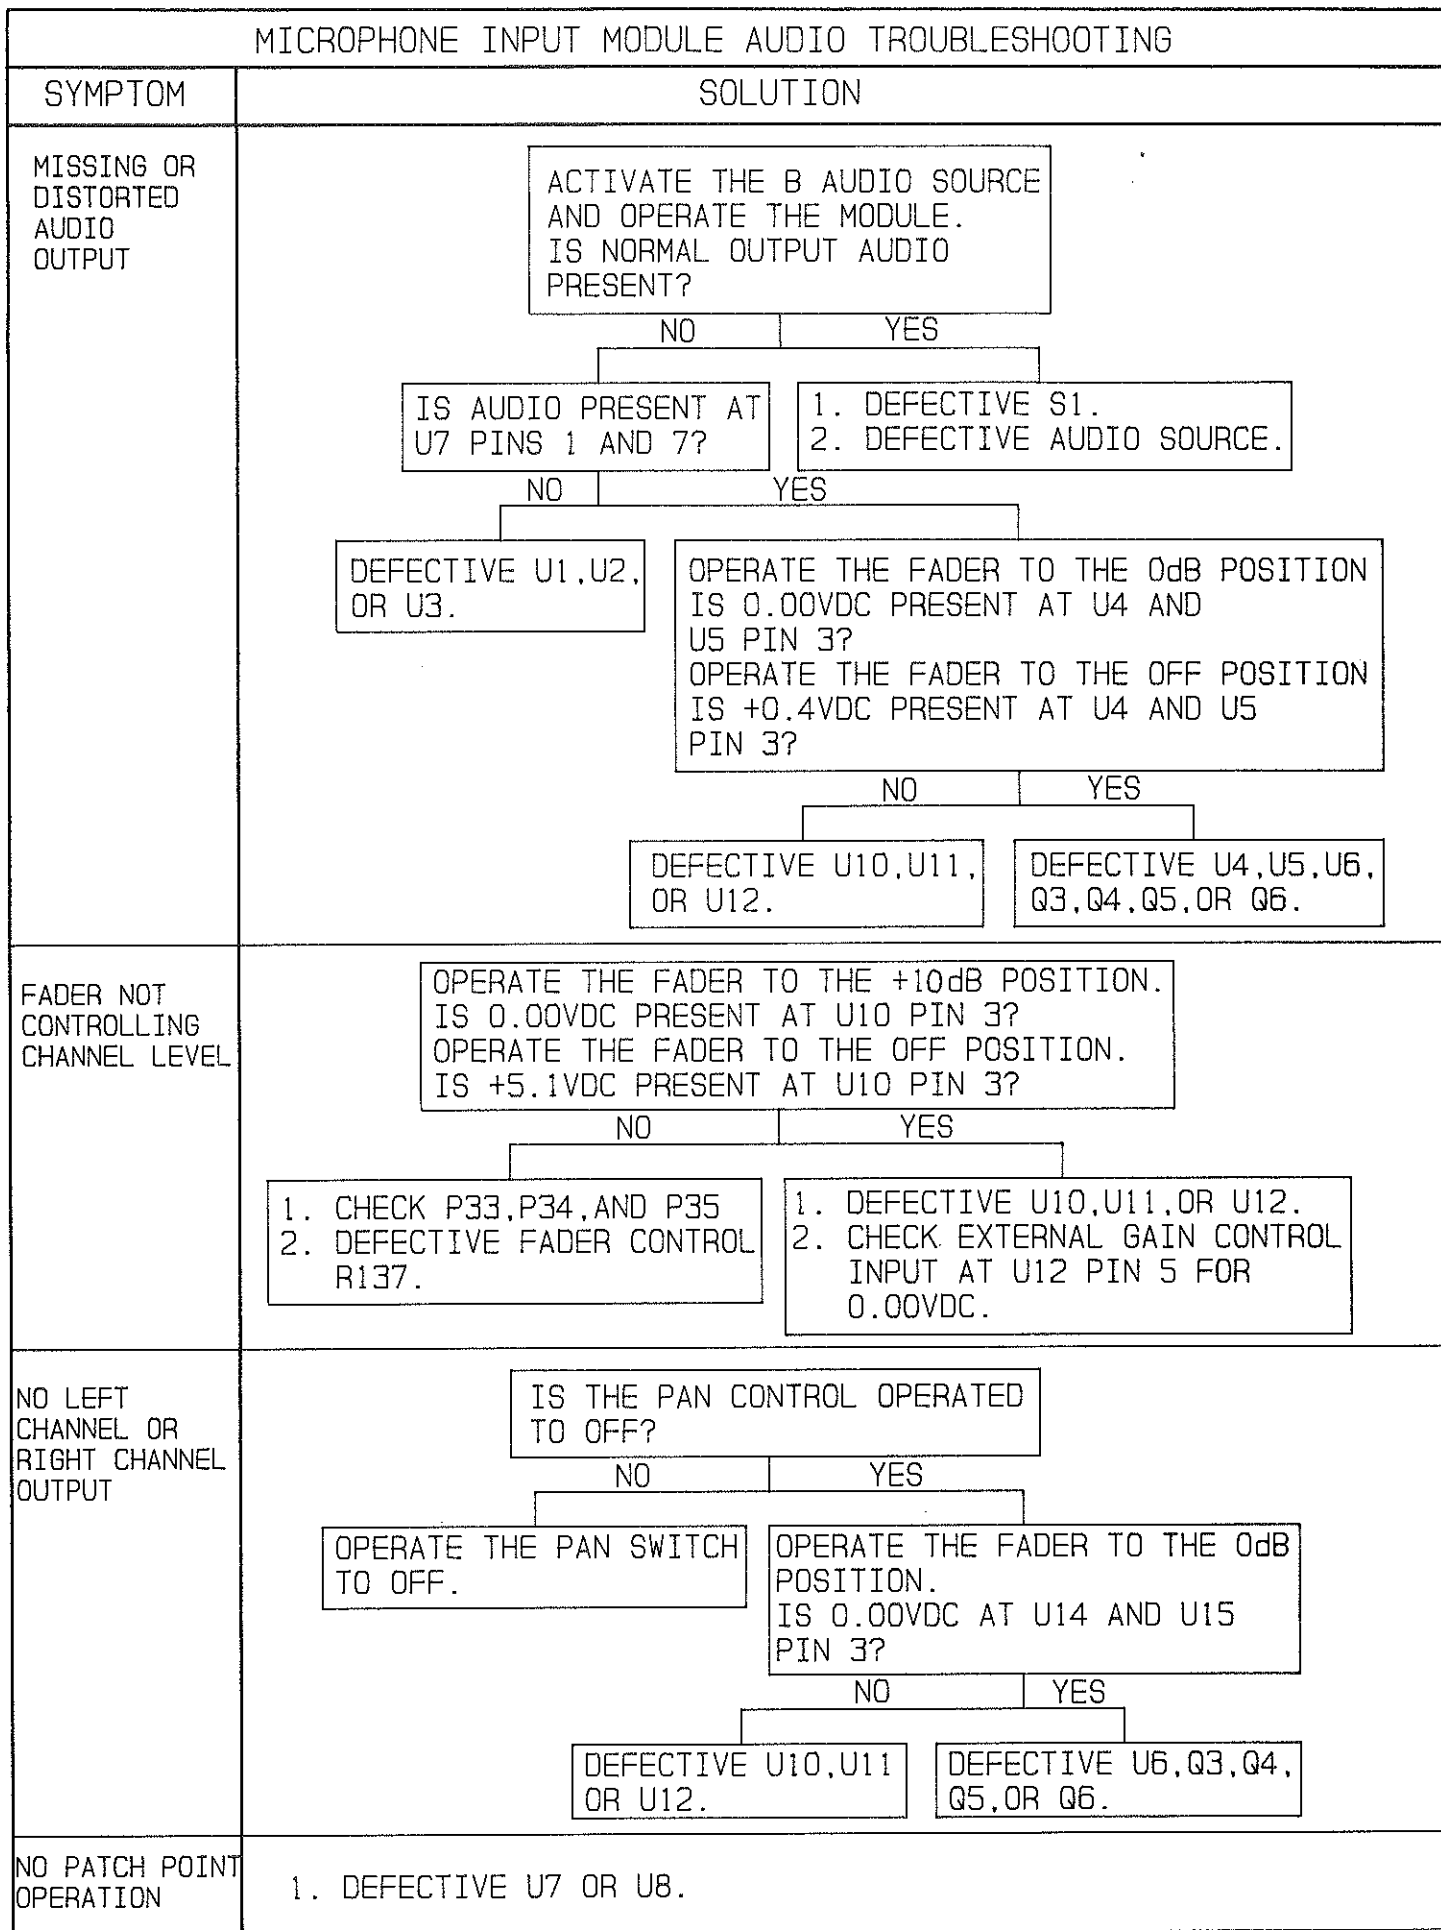 MICROPHONE INPUT MODULE AUDIO TROUBLESHOOTING
SYMPTOM
SOLUTION
MISSING OR
DISTORTED
AUDIO
OUTPUT
ACTIVATE THE B AUDIO SOURCE
AND OPERATE THE MODULE.
IS NORMAL OUTPUT AUDIO
PRESENT?
NO
YES
IS AUDIO PRESENT AT
U7 PINS 1 AND 7?
1. DEFECTIVE S1.
2. DEFECTIVE AUDIO SOURCE.
NO
YES
DEFECTIVE U1,U2,
OR U3.
OPERATE THE FADER TO THE 0dB POSITION
IS 0.00VDC PRESENT AT U4 AND
U5 PIN 3?
OPERATE THE FADER TO THE OFF POSITION
IS +0.4VDC PRESENT AT U4 AND U5
PIN 3?
NO
YES
DEFECTIVE U10,U11,
OR U12.
DEFECTIVE U4,U5,U6,
Q3,Q4,Q5,OR Q6.
FADER NOT
CONTROLLING
CHANNEL LEVEL
OPERATE THE FADER TO THE +10dB POSITION.
IS 0.00VDC PRESENT AT U10 PIN 3?
OPERATE THE FADER TO THE OFF POSITION.
IS +5.1VDC PRESENT AT U10 PIN 3?
NO
YES
1. CHECK P33,P34,AND P35
2. DEFECTIVE FADER CONTROL
R137.
1. DEFECTIVE U10,U11,OR U12.
2. CHECK EXTERNAL GAIN CONTROL
INPUT AT U12 PIN 5 FOR
0.00VDC.
NO LEFT
CHANNEL OR
RIGHT CHANNEL
OUTPUT
IS THE PAN CONTROL OPERATED
TO OFF?
NO
YES
OPERATE THE PAN SWITCH
TO OFF.
OPERATE THE FADER TO THE 0dB
POSITION.
IS 0.00VDC AT U14 AND U15
PIN 3?
NO
YES
DEFECTIVE U10,U11
OR U12.
DEFECTIVE U6,Q3,Q4,
Q5,OR Q6.
NO PATCH POINT
OPERATION
1. DEFECTIVE U7 OR U8.